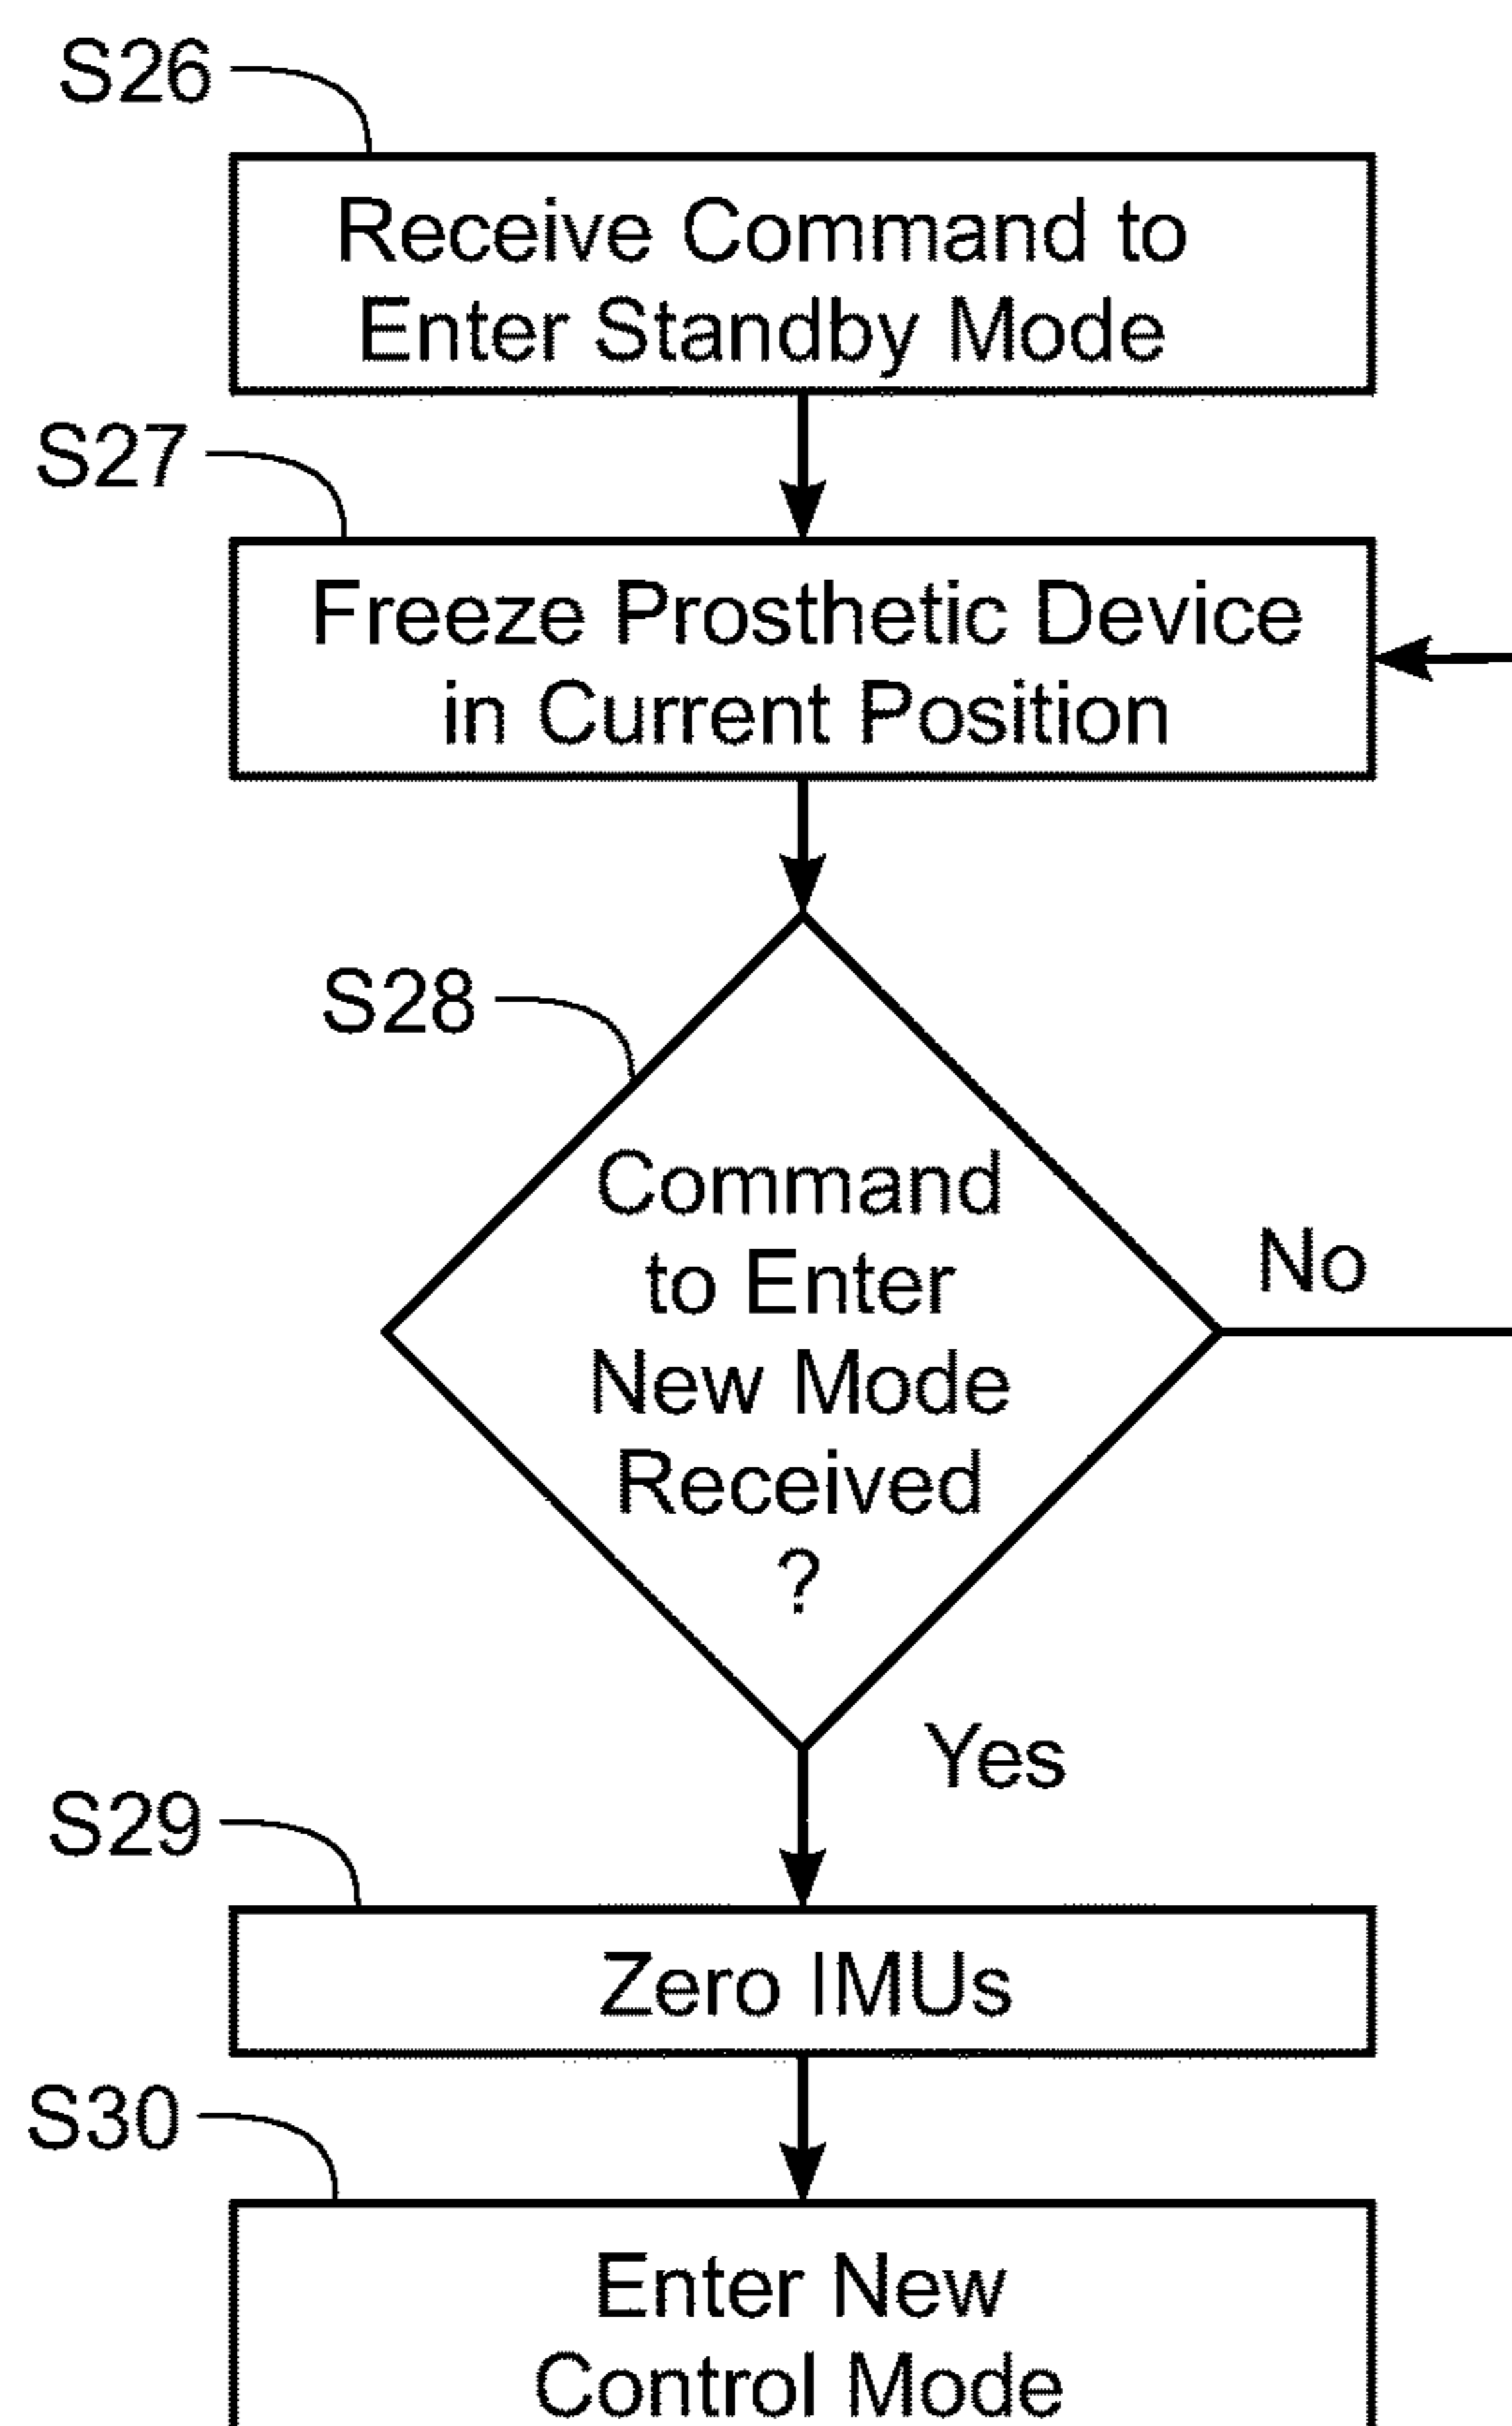 S26
Receive Command to
Enter Standby Mode
S27
Freeze Prosthetic Device
in Current Position
S28
Command
to Enter
New Mode
Received
?
No
Yes
S29
Zero IMUs
S30
Enter New
Control Mode